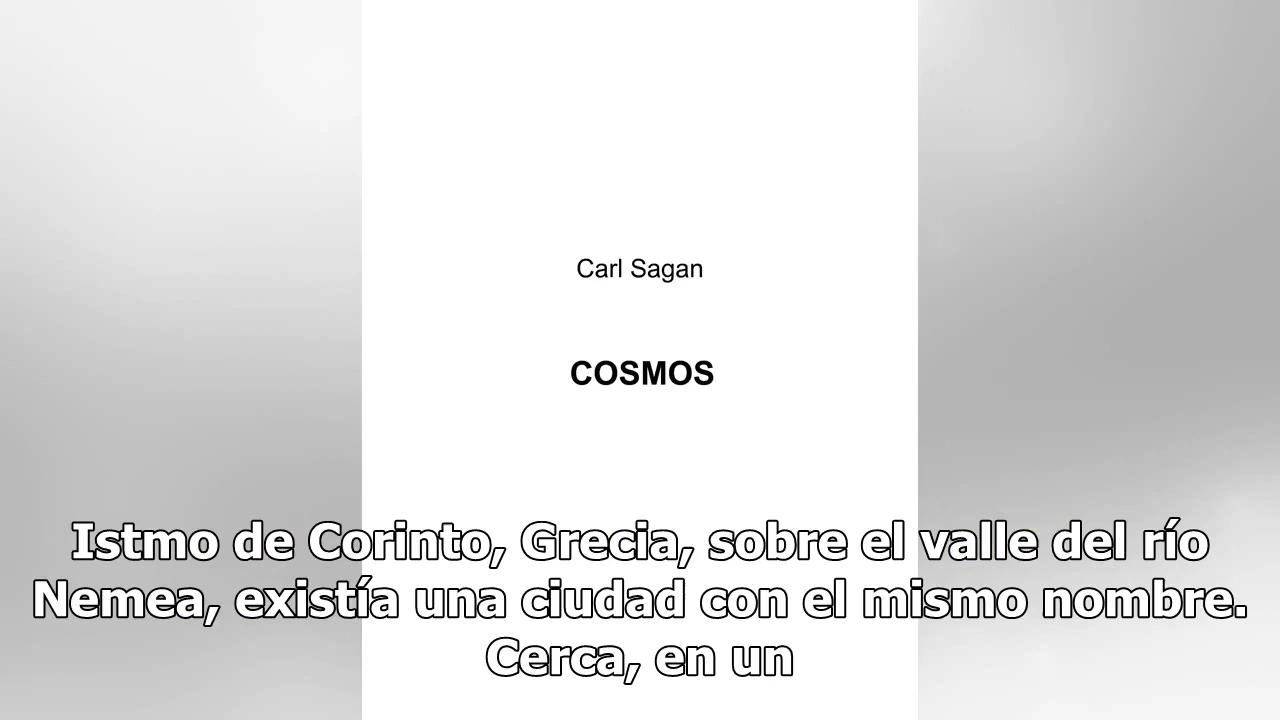 Carl Sagan
COSMOS
Istmo de Corinto, Grecia, sobre el valle del río
Nemea, existía una ciudad con el mismo nombre.
Cerca, en un